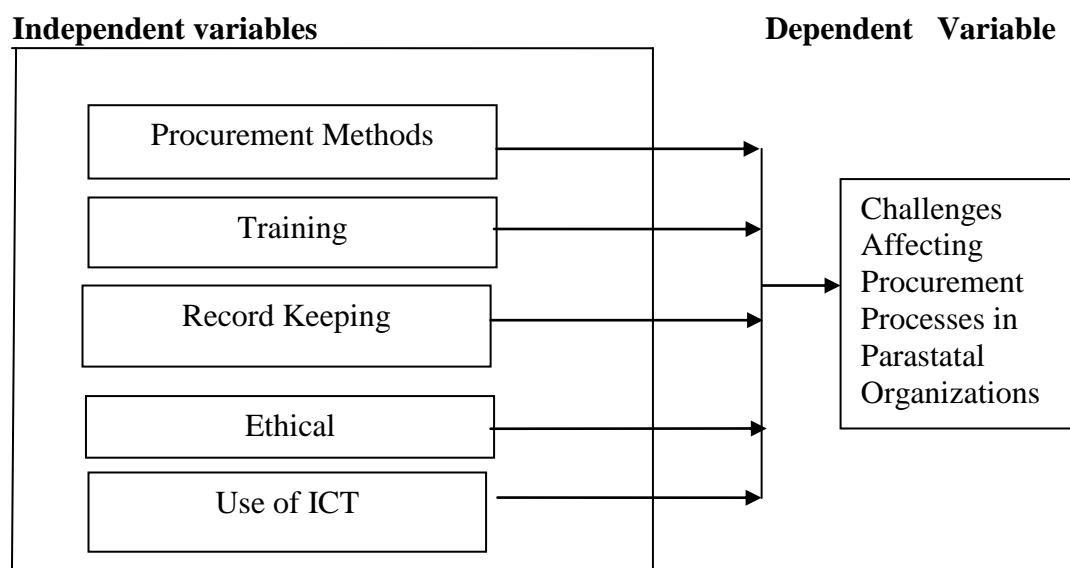 Independent variables
Dependent Variable
Procurement Methods
Training
Record Keeping
Ethical
Use of ICT
Challenges
Affecting
Procurement
Processes in
Parastatal
Organizations